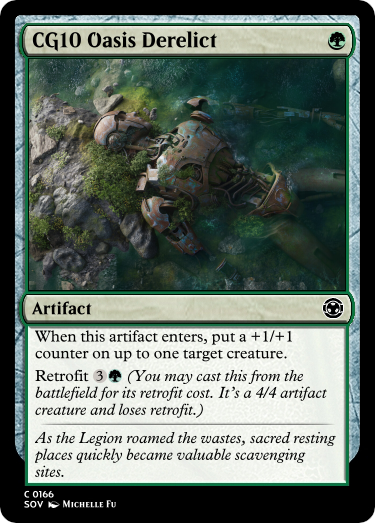 CG10 Oasis Derelict
Artifact
When this artifact enters, put a +1/+1
counter on up to one target creature.
Retrofit 3 (You may cast this from the
battlefield for its retrofit cost. It's a 4/4 artifact
creature and loses retrofit.)
As the Legion roamed the wastes, sacred resting
places quickly became valuable scavenging
sites.
C 0166
SOV Michelle Fu